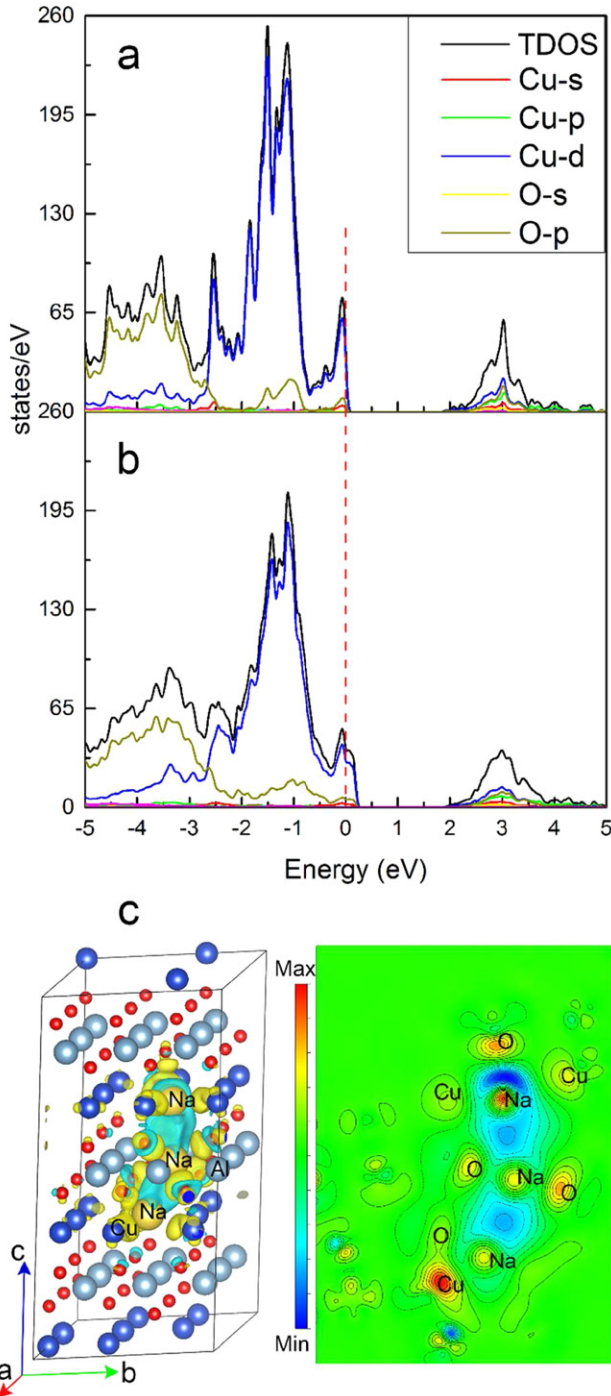 a
TDOS
Cu-s
Cu-p
Cu-d
O-s
O-p
260
195
130
65
260
states/eV
b
195
130
65
0
-5 -4 -3 -2 -1 0 1 2 3 4 5
Energy (eV)
c
Max
Min
Na
Na
Al
Na
Cu
c
a
b
O
Cu
Cu
Na
O
Na
O
O
Na
Cu